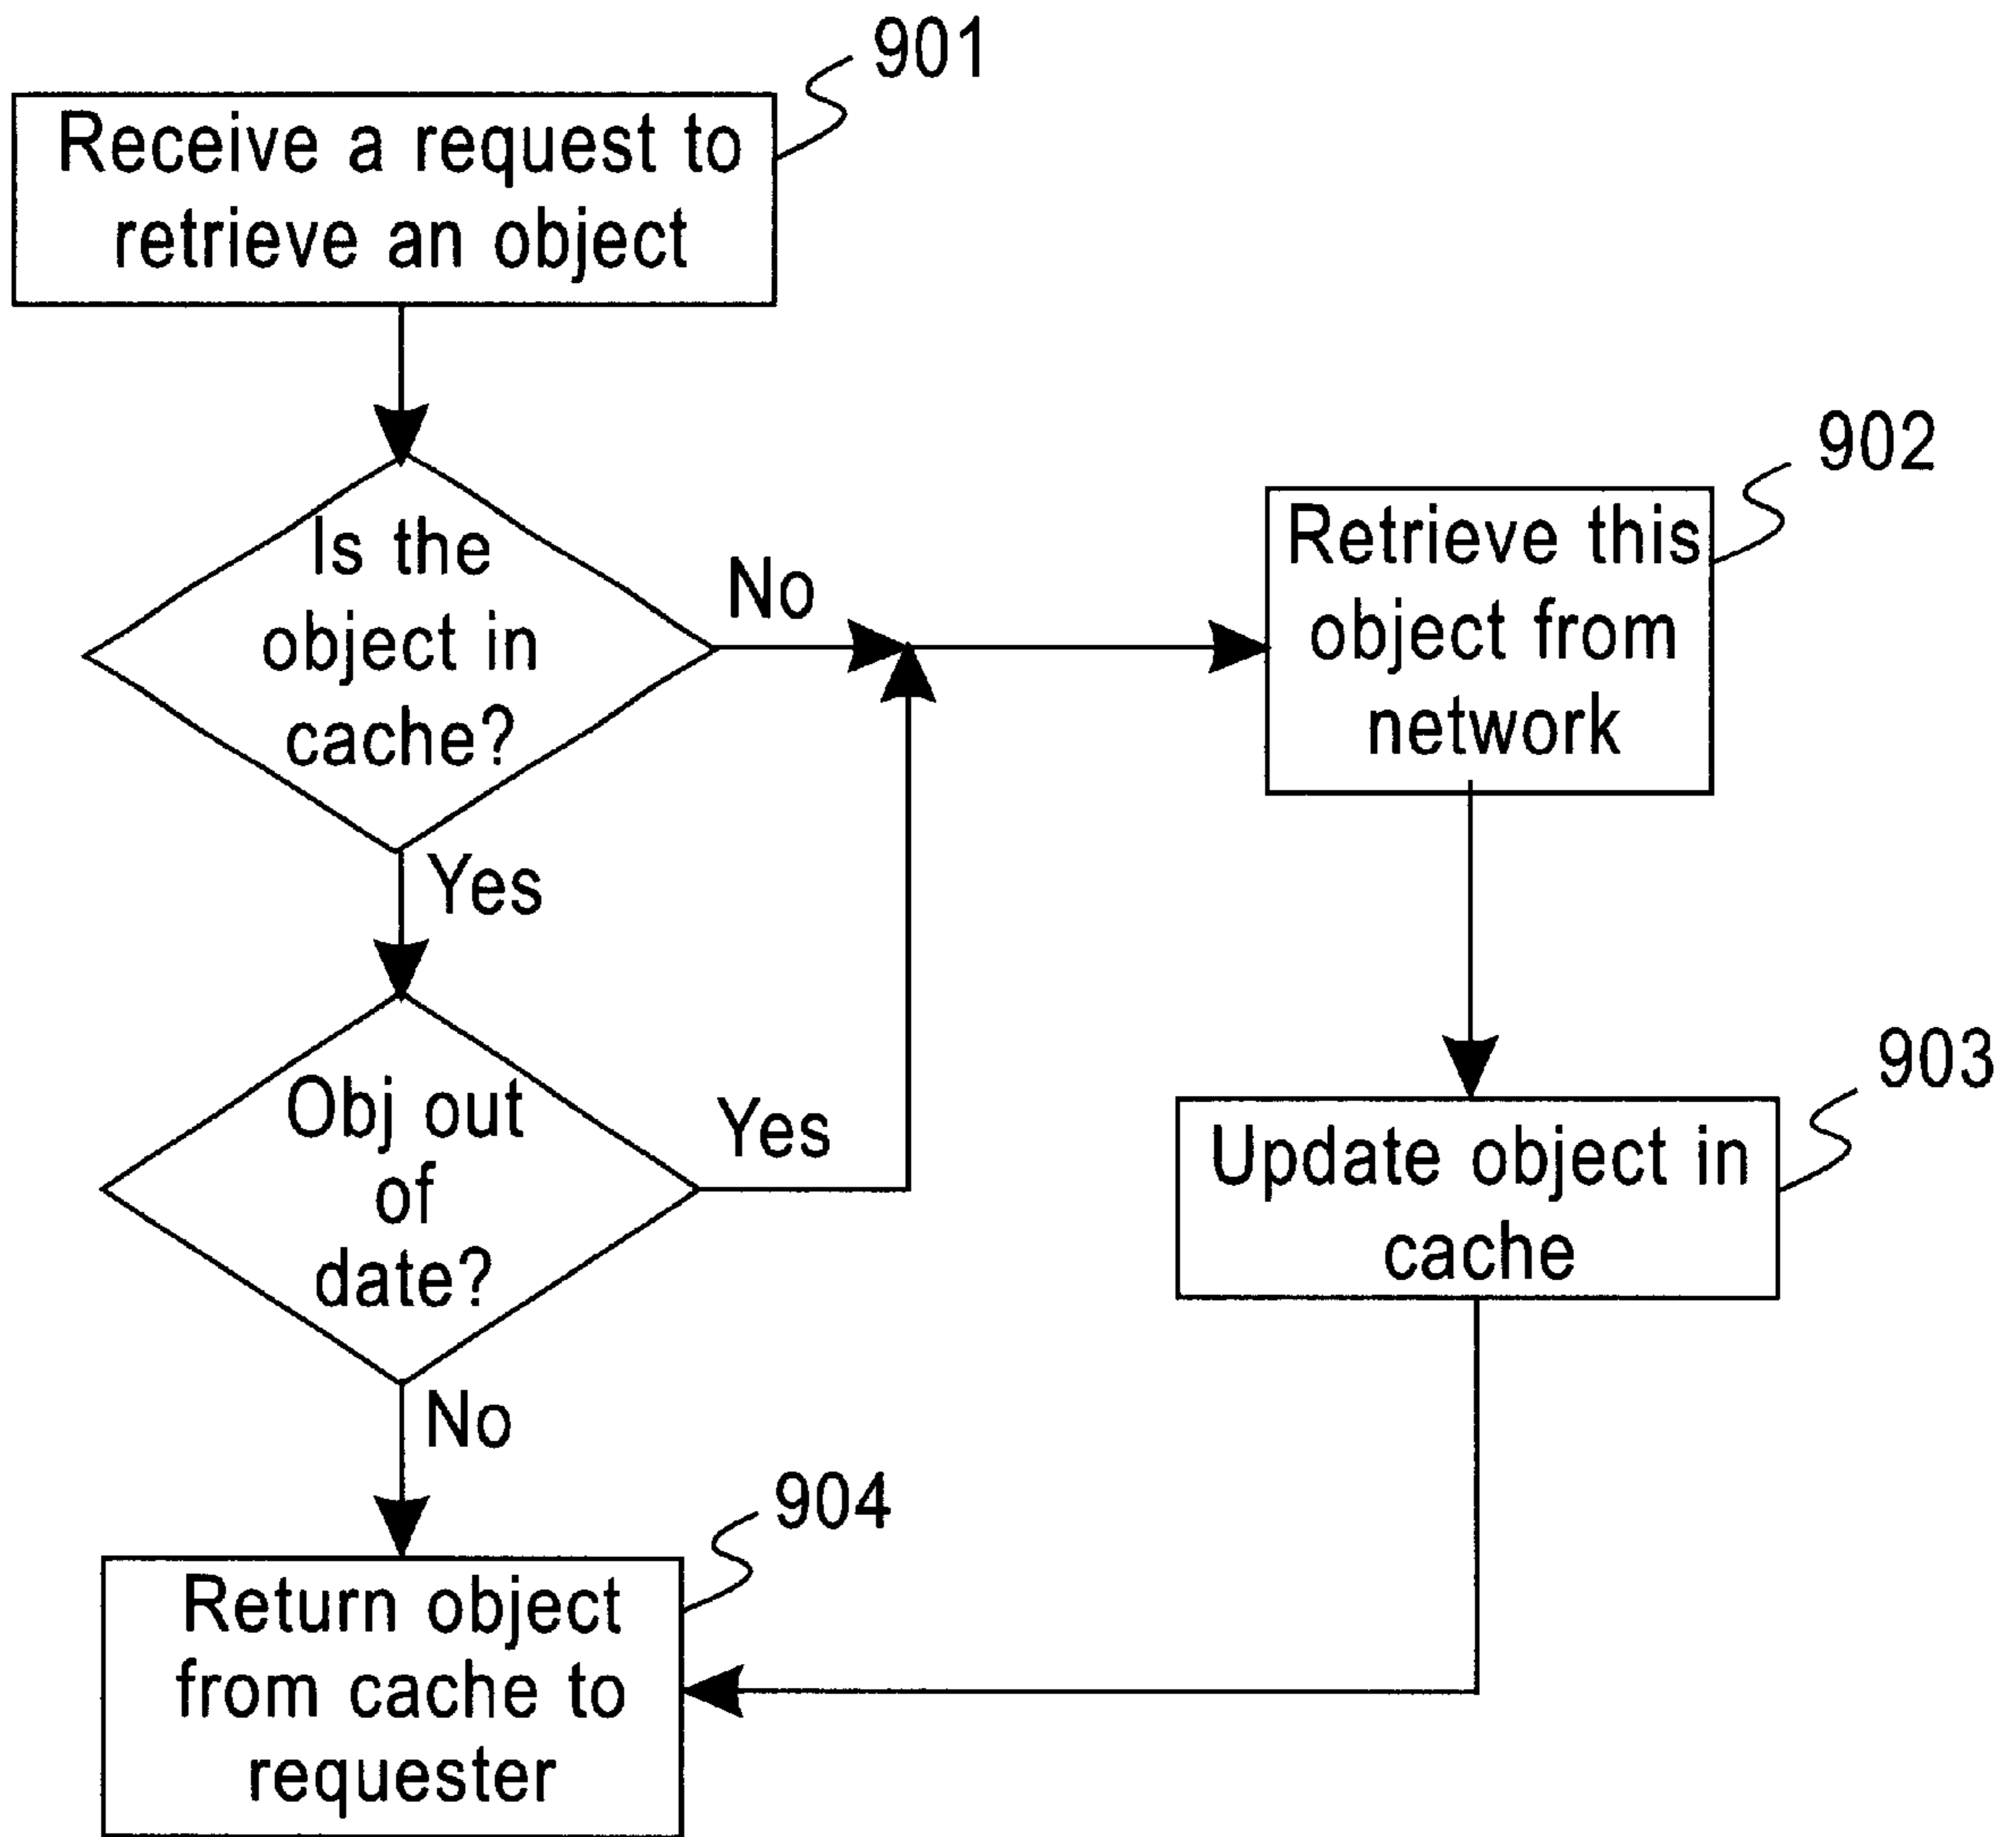 901
Receive a request to
retrieve an object
Is the
object in
cache?
No
902
Retrieve this
object from
network
Yes
Obj out
of
date?
Yes
903
Update object in
cache
No
904
Return object
from cache to
requester